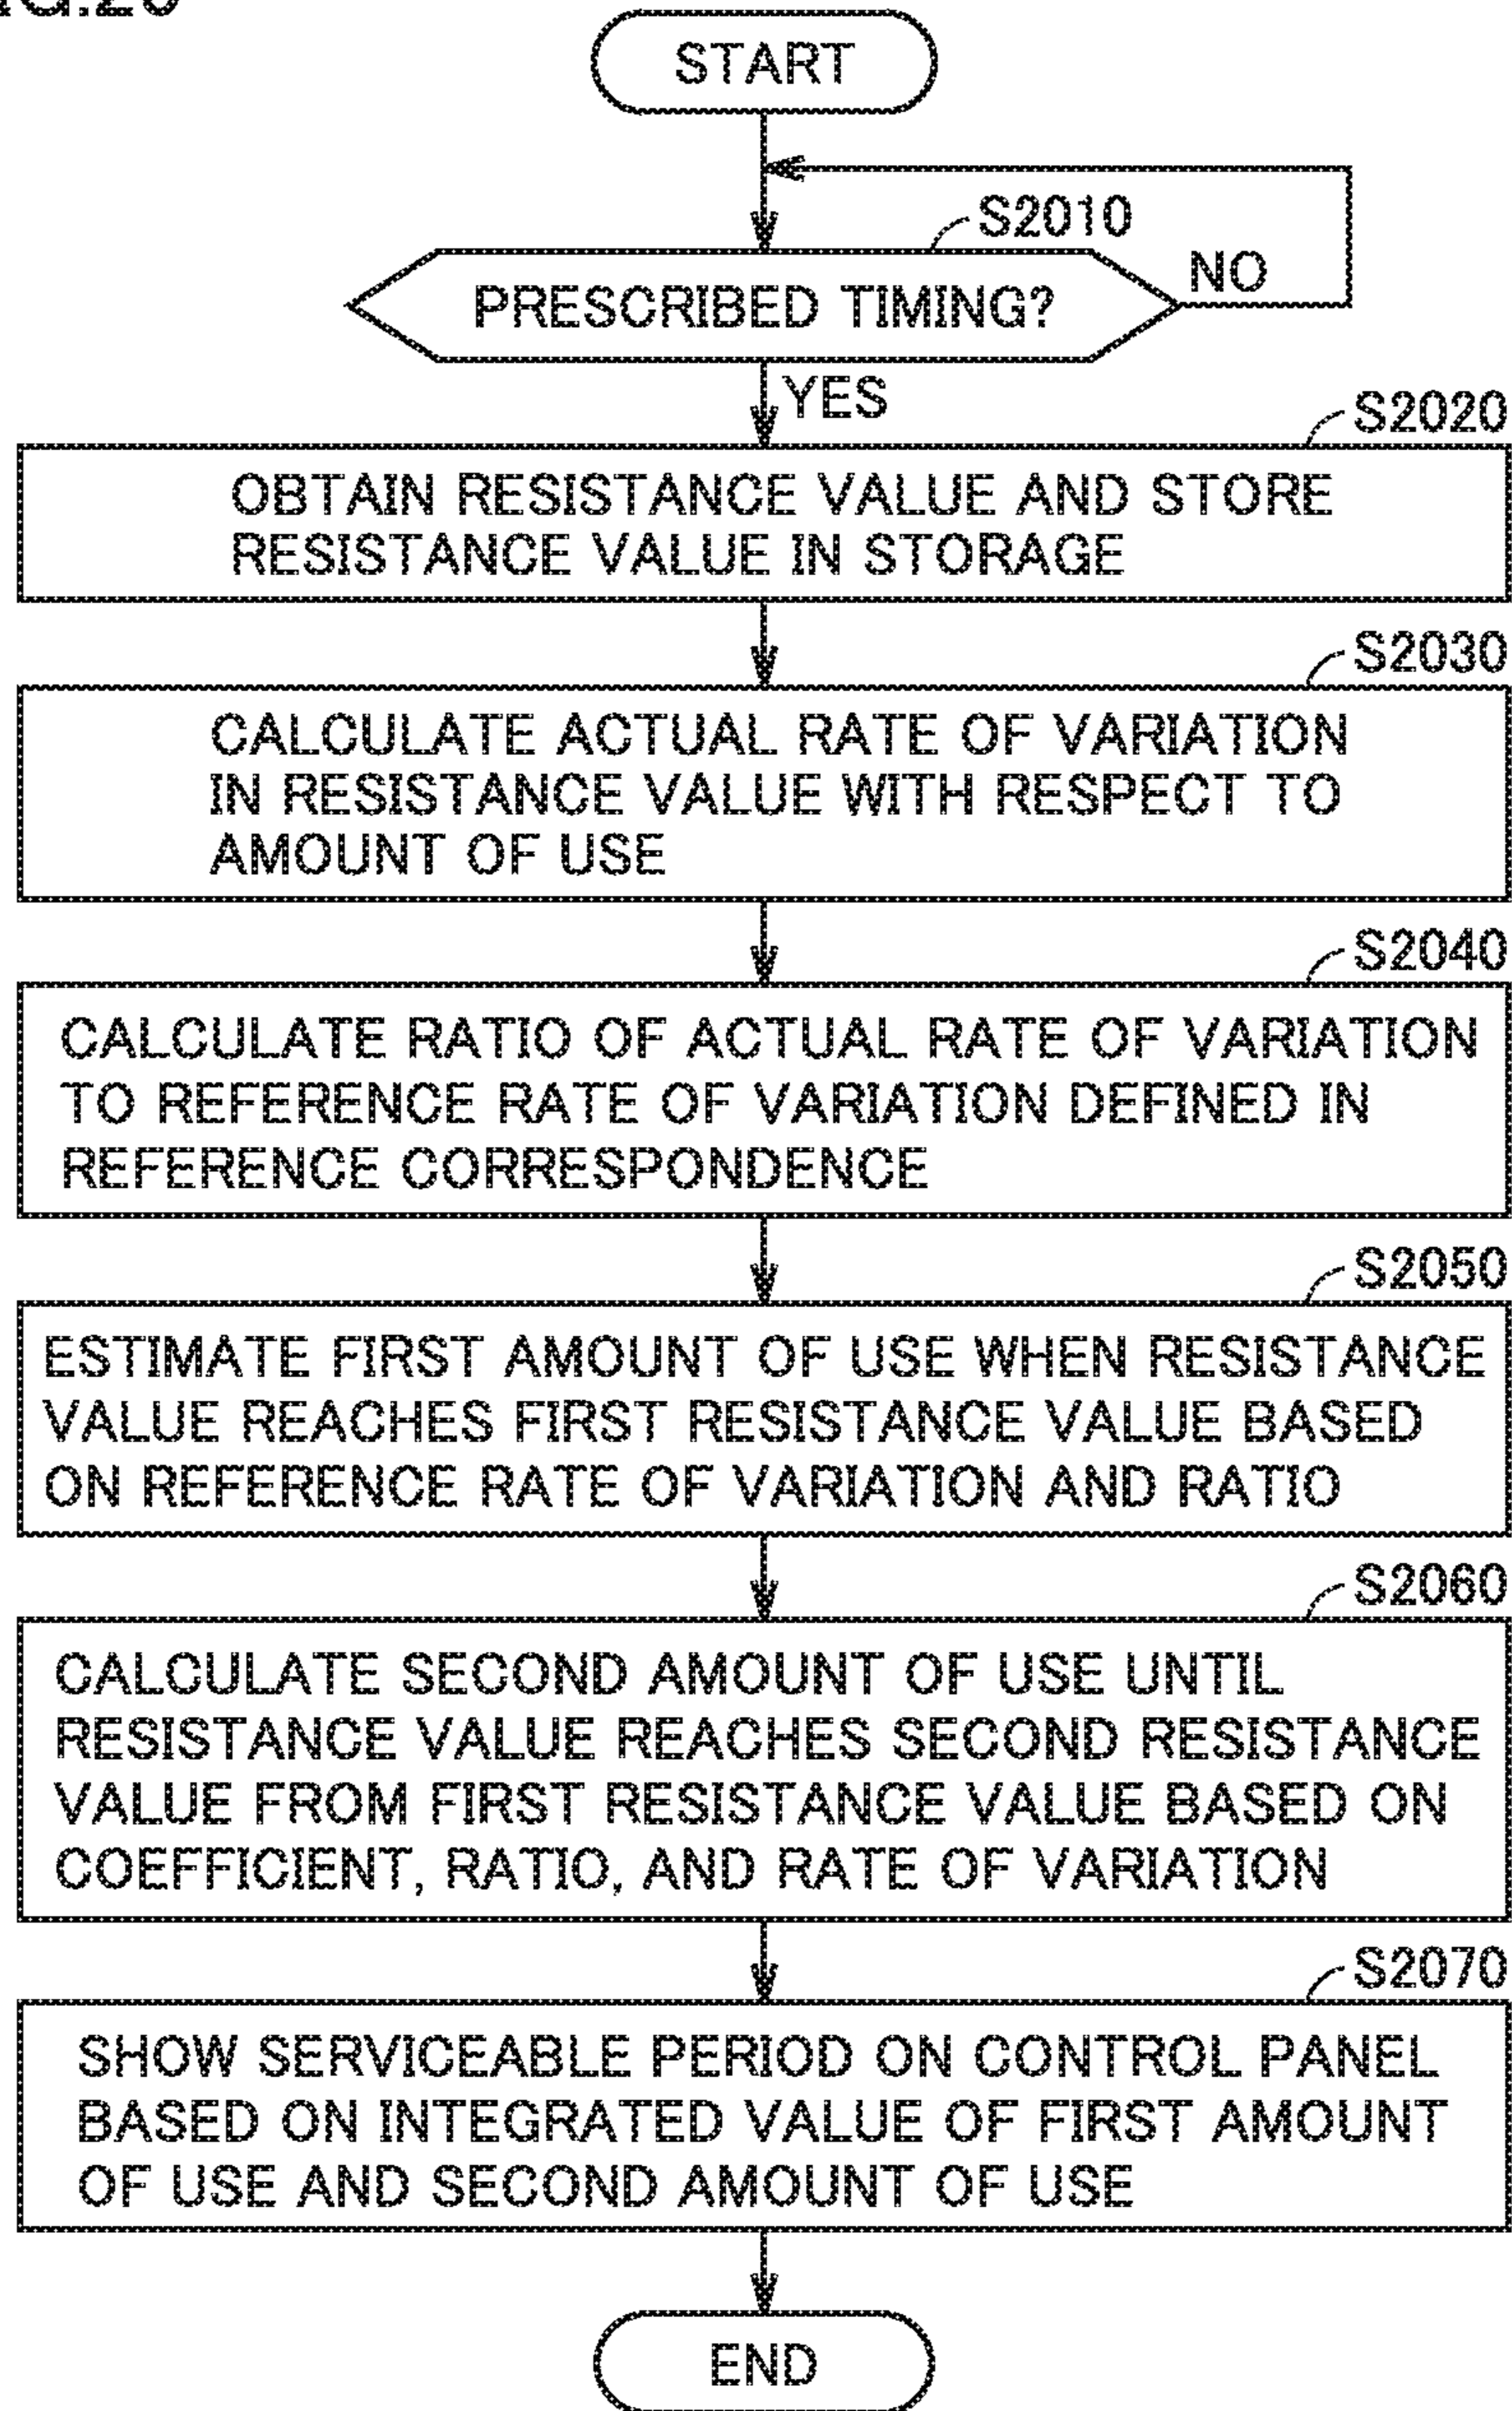 START
S2010
PRESCRIBED TIMING?
NO
YES
S2020
OBTAIN RESISTANCE VALUE AND STORE
RESISTANCE VALUE IN STORAGE
S2030
CALCULATE ACTUAL RATE OF VARIATION
IN RESISTANCE VALUE WITH RESPECT TO
AMOUNT OF USE
S2040
CALCULATE RATIO OF ACTUAL RATE OF VARIATION
TO REFERENCE RATE OF VARIATION DEFINED IN
REFERENCE CORRESPONDENCE
S2050
ESTIMATE FIRST AMOUNT OF USE WHEN RESISTANCE
VALUE REACHES FIRST RESISTANCE VALUE BASED
ON REFERENCE RATE OF VARIATION AND RATIO
S2060
CALCULATE SECOND AMOUNT OF USE UNTIL
RESISTANCE VALUE REACHES SECOND RESISTANCE
VALUE FROM FIRST RESISTANCE VALUE BASED ON
COEFFICIENT, RATIO, AND RATE OF VARIATION
S2070
SHOW SERVICEABLE PERIOD ON CONTROL PANEL
BASED ON INTEGRATED VALUE OF FIRST AMOUNT
OF USE AND SECOND AMOUNT OF USE
END